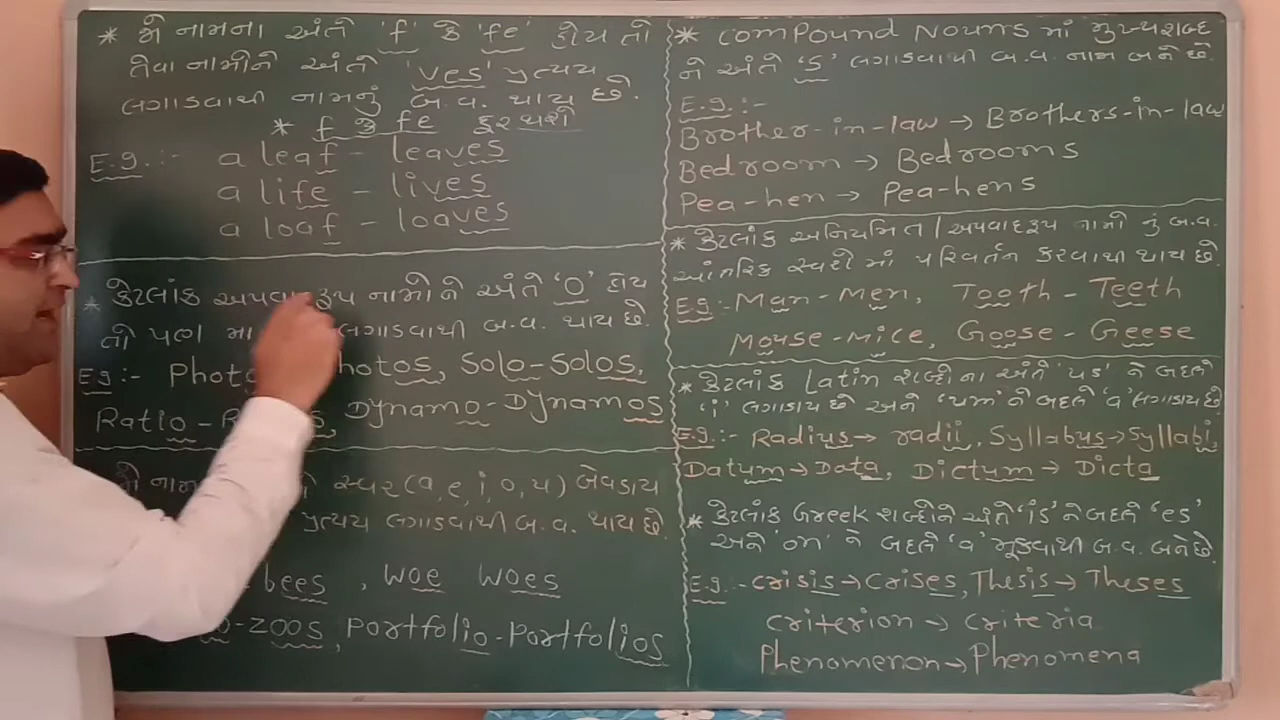 * જે નામના અંતે 'f' કે 'fe' હોય તો
તેવા નામોને અંતે 'ves' પ્રત્યય
લગાડવાથી નામનું બ.વ. થાય છે.
* f કે fe દુર થશે
E.g.:- a leaf - leaves
a life - lives
a loaf - loaves
* કેટલાંક અપવાદરૂપ નામોને અંતે 'O' હોય
તો પણ મા લગાડવાથી બ.વ. થાય છે.
Eg:- Photo hotos, Solo-Solos,
Ratio - R s, Dynamo-Dynamos
જે નામ સ્વર (a, e, i, o, u) બેવડાય
પ્રત્યય લગાડવાથી બ.વ. થાય છે.
bees, woe woes
-zoos, Portfolio-Portfolios
* Compound Nouns માં મુખ્ય શબ્દ
ને અંતે 's' લગાડવાથી બ.વ. નામ બને છે.
E.g.:-
Brother-in-law → Brothers-in-law
Bedroom → Bedrooms
Pea-hen → Pea-hens
* કેટલાંક અનિયમિત/અપવાદરૂપ નામો નું બ.વ.
આંતરિક સ્વરો માં પરિવર્તન કરવાથી થાય છે.
E.g:- Man-Men, Tooth-Teeth
Mouse-Mice, Goose-Geese
* કેટલાંક Latin શબ્દોના અંતે 'us' ને બદલે
'i' લગાડાય છે અને 'um' ને બદલે 'a' લગાડાય છે
E.g.:- Radius → radii, Syllabus → Syllabi,
Datum → Data, Dictum → Dicta
* કેટલાંક Greek શબ્દોને અંતે 'is' ને બદલે 'es'
અને 'on' ને બદલે 'a' મૂકવાથી બ.વ. બને છે.
E.g.:- Crisis → Crises, Thesis → Theses
Criterion → Criteria
Phenomenon → Phenomena